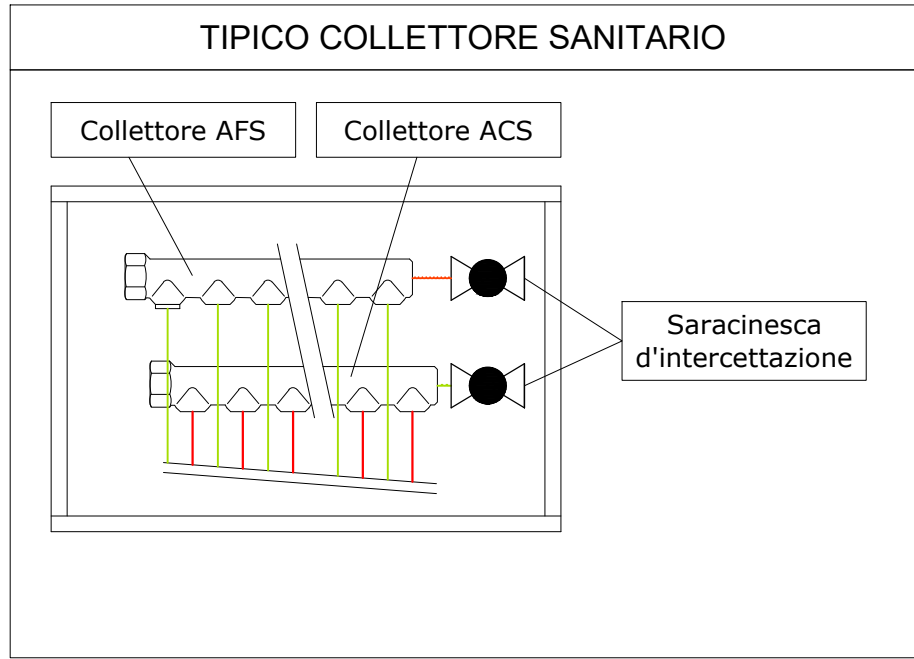 TIPICO COLLETTORE SANITARIO
Collettore AFS
Collettore ACS
Saracinesca
d'intercettazione